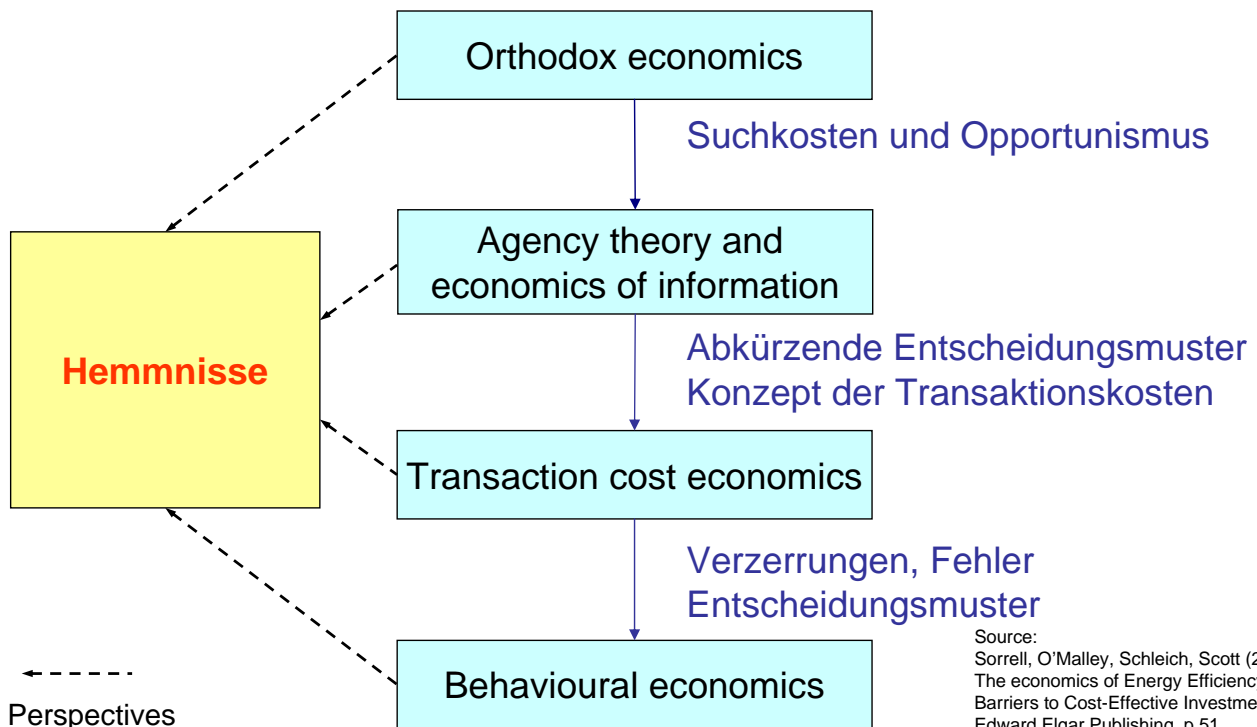 Orthodox economics
Suchkosten und Opportunismus
Agency theory and
economics of information
Hemmnisse
Abkürzende Entscheidungsmuster
Konzept der Transaktionskosten
Transaction cost economics
Verzerrungen, Fehler
Entscheidungsmuster
Behavioural economics
Perspectives
Source:
Sorrell, O’Malley, Schleich, Scott (
The economics of Energy Efficiency
Barriers to Cost-Effective
Edward Elgar Publishing, p.51